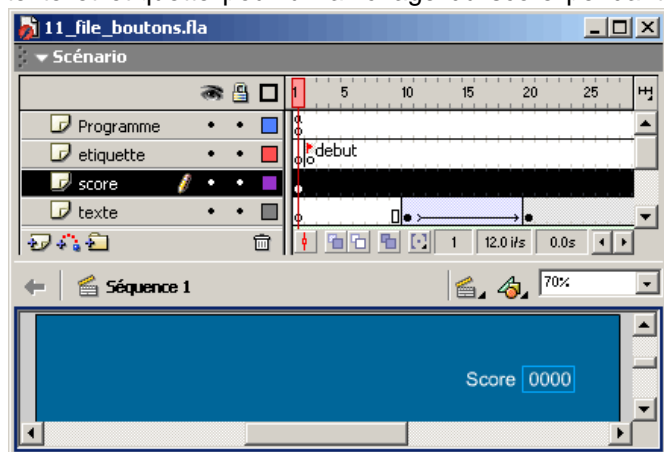 11_file_boutons.fla
Scénario
1 5 10 15 20 25
Programme
etiquette
debut
score
texte
1 12.0 i/s 0.0s
Séquence 1
70%
Score 0000